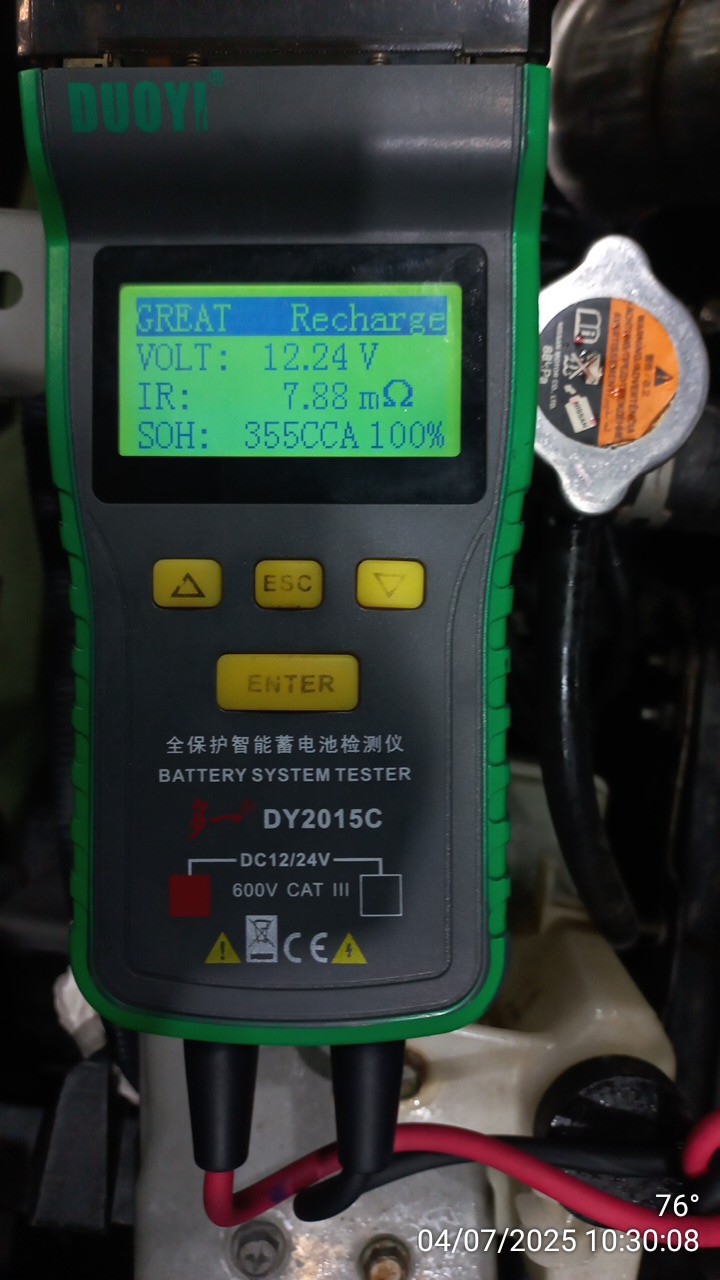 DUOYI
GREAT Recharge
VOLT: 12.24 V
IR: 7.88 mΩ
SOH: 355CCA 100%
ESC
ENTER
全保护智能蓄电池检测仪
BATTERY SYSTEM TESTER
DY2015C
DC12/24V
600V CAT III
CE
NISSAN
76°
04/07/2025 10:30:08